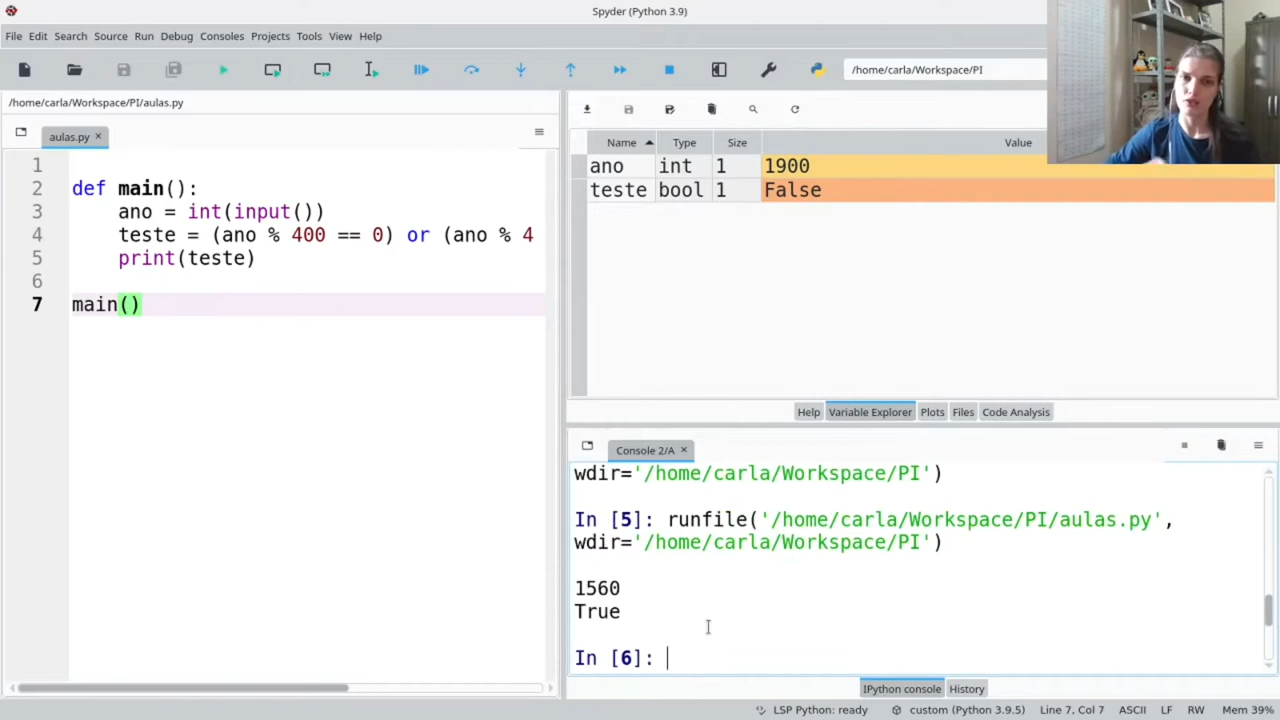 Spyder (Python 3.9)
File Edit Search Source Run Debug Consoles Projects Tools View Help
/home/carla/Workspace/PI
/home/carla/Workspace/PI/aulas.py
aulas.py
1
2 def main():
3 ano = int(input())
4 teste = (ano % 400 == 0) or (ano % 4
5 print(teste)
6
7 main()
Name Type Size Value
ano int 1 1900
teste bool 1 False
Help Variable Explorer Plots Files Code Analysis
Console 2/A
wdir='/home/carla/Workspace/PI')
In [5]: runfile('/home/carla/Workspace/PI/aulas.py',
wdir='/home/carla/Workspace/PI')
1560
True
In [6]:
IPython console History
LSP Python: ready custom (Python 3.9.5) Line 7, Col 7 ASCII LF RW Mem 39%